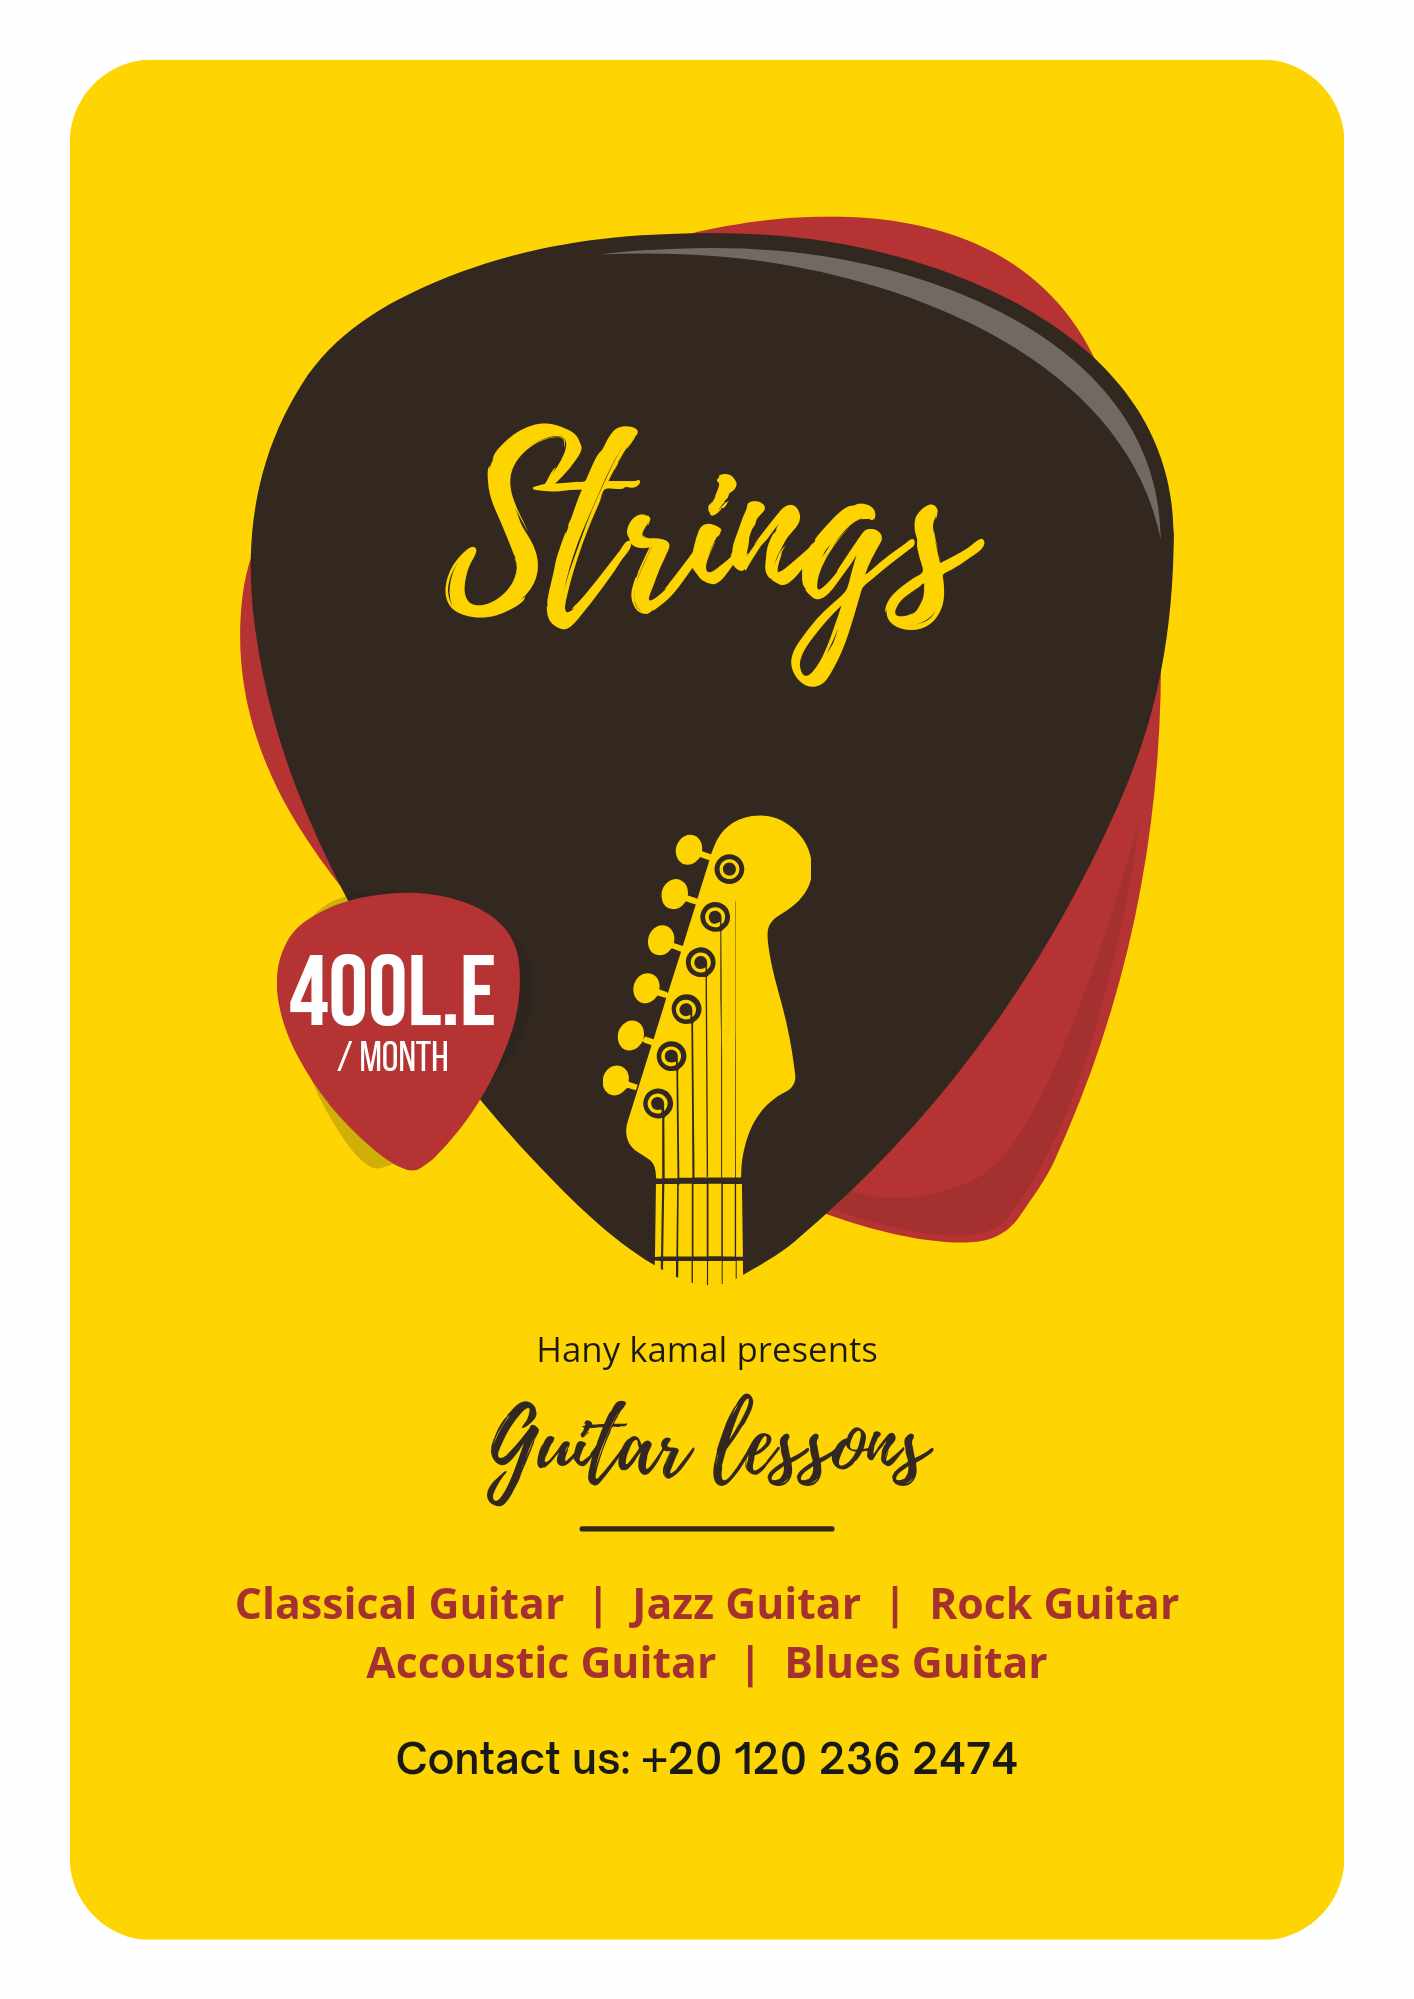 Strings
400L.E
/ MONTH
Hany kamal presents
Guitar lessons
Classical Guitar | Jazz Guitar | Rock Guitar
Accoustic Guitar | Blues Guitar
Contact us: +20 120 236 2474